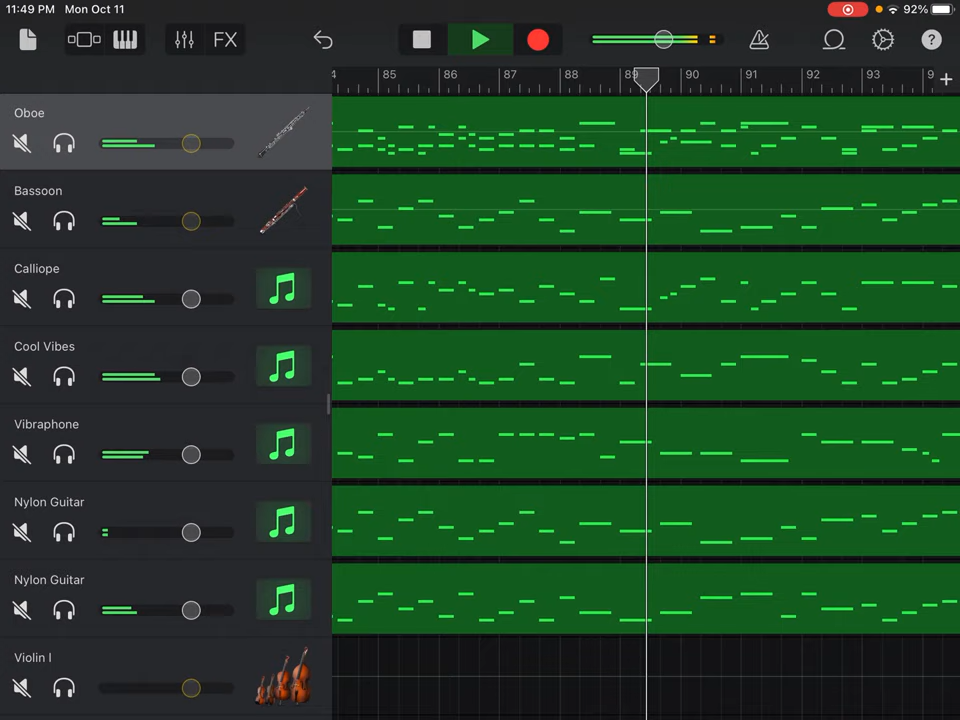 11:49 PM Mon Oct 11 92%
FX ?
4 85 86 87 88 89 90 91 92 93 9 +
Oboe
Bassoon
Calliope
Cool Vibes
Vibraphone
Nylon Guitar
Nylon Guitar
Violin I